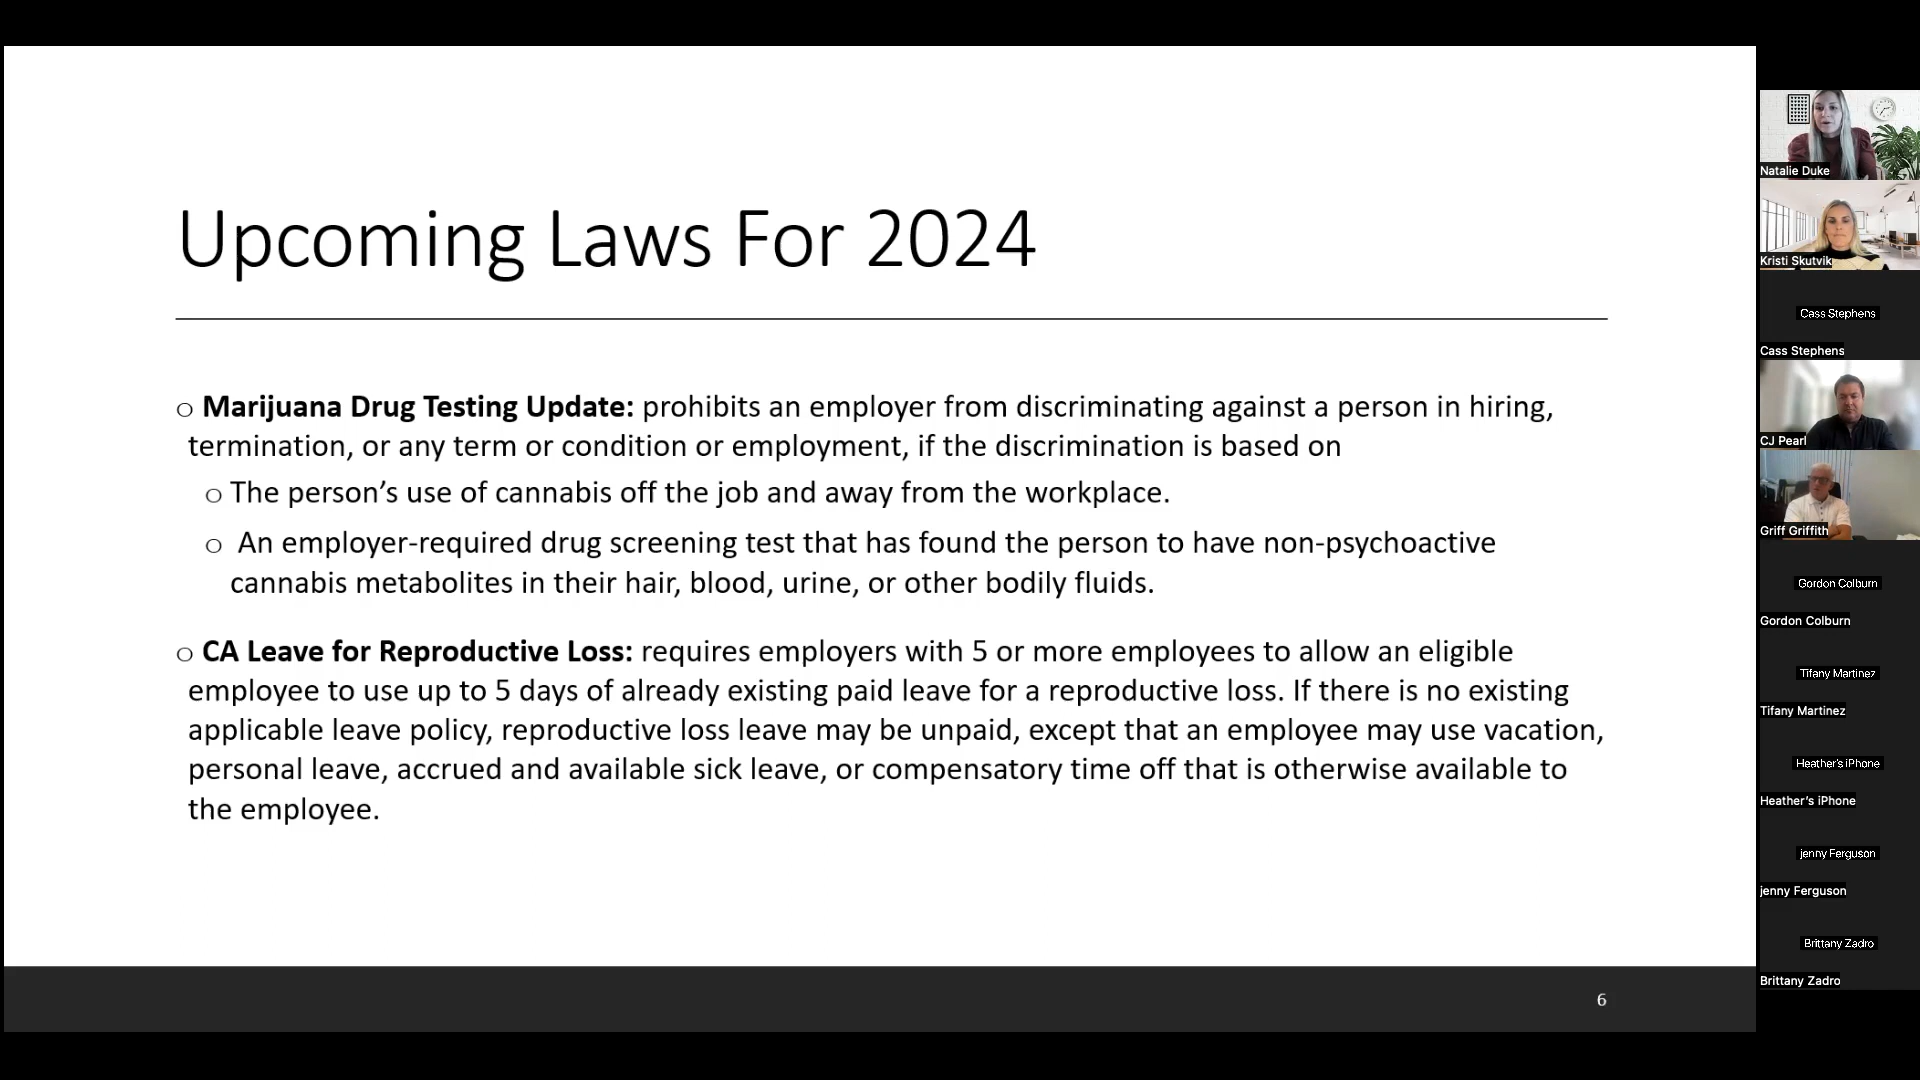 Upcoming Laws For 2024
o Marijuana Drug Testing Update: prohibits an employer from discriminating against a person in hiring,
termination, or any term or condition or employment, if the discrimination is based on
o The person’s use of cannabis off the job and away from the workplace.
o An employer-required drug screening test that has found the person to have non-psychoactive
cannabis metabolites in their hair, blood, urine, or other bodily fluids.
o CA Leave for Reproductive Loss: requires employers with 5 or more employees to allow an eligible
employee to use up to 5 days of already existing paid leave for a reproductive loss. If there is no existing
applicable leave policy, reproductive loss leave may be unpaid, except that an employee may use vacation,
personal leave, accrued and available sick leave, or compensatory time off that is otherwise available to
the employee.
6
Natalie Duke
Kristi Skutvik
Cass Stephens
Cass Stephens
CJ Pearl
Griff Griffith
Gordon Colburn
Gordon Colburn
Tifany Martinez
Tifany Martinez
Heather's iPhone
Heather's iPhone
jenny Ferguson
jenny Ferguson
Brittany Zadro
Brittany Zadro